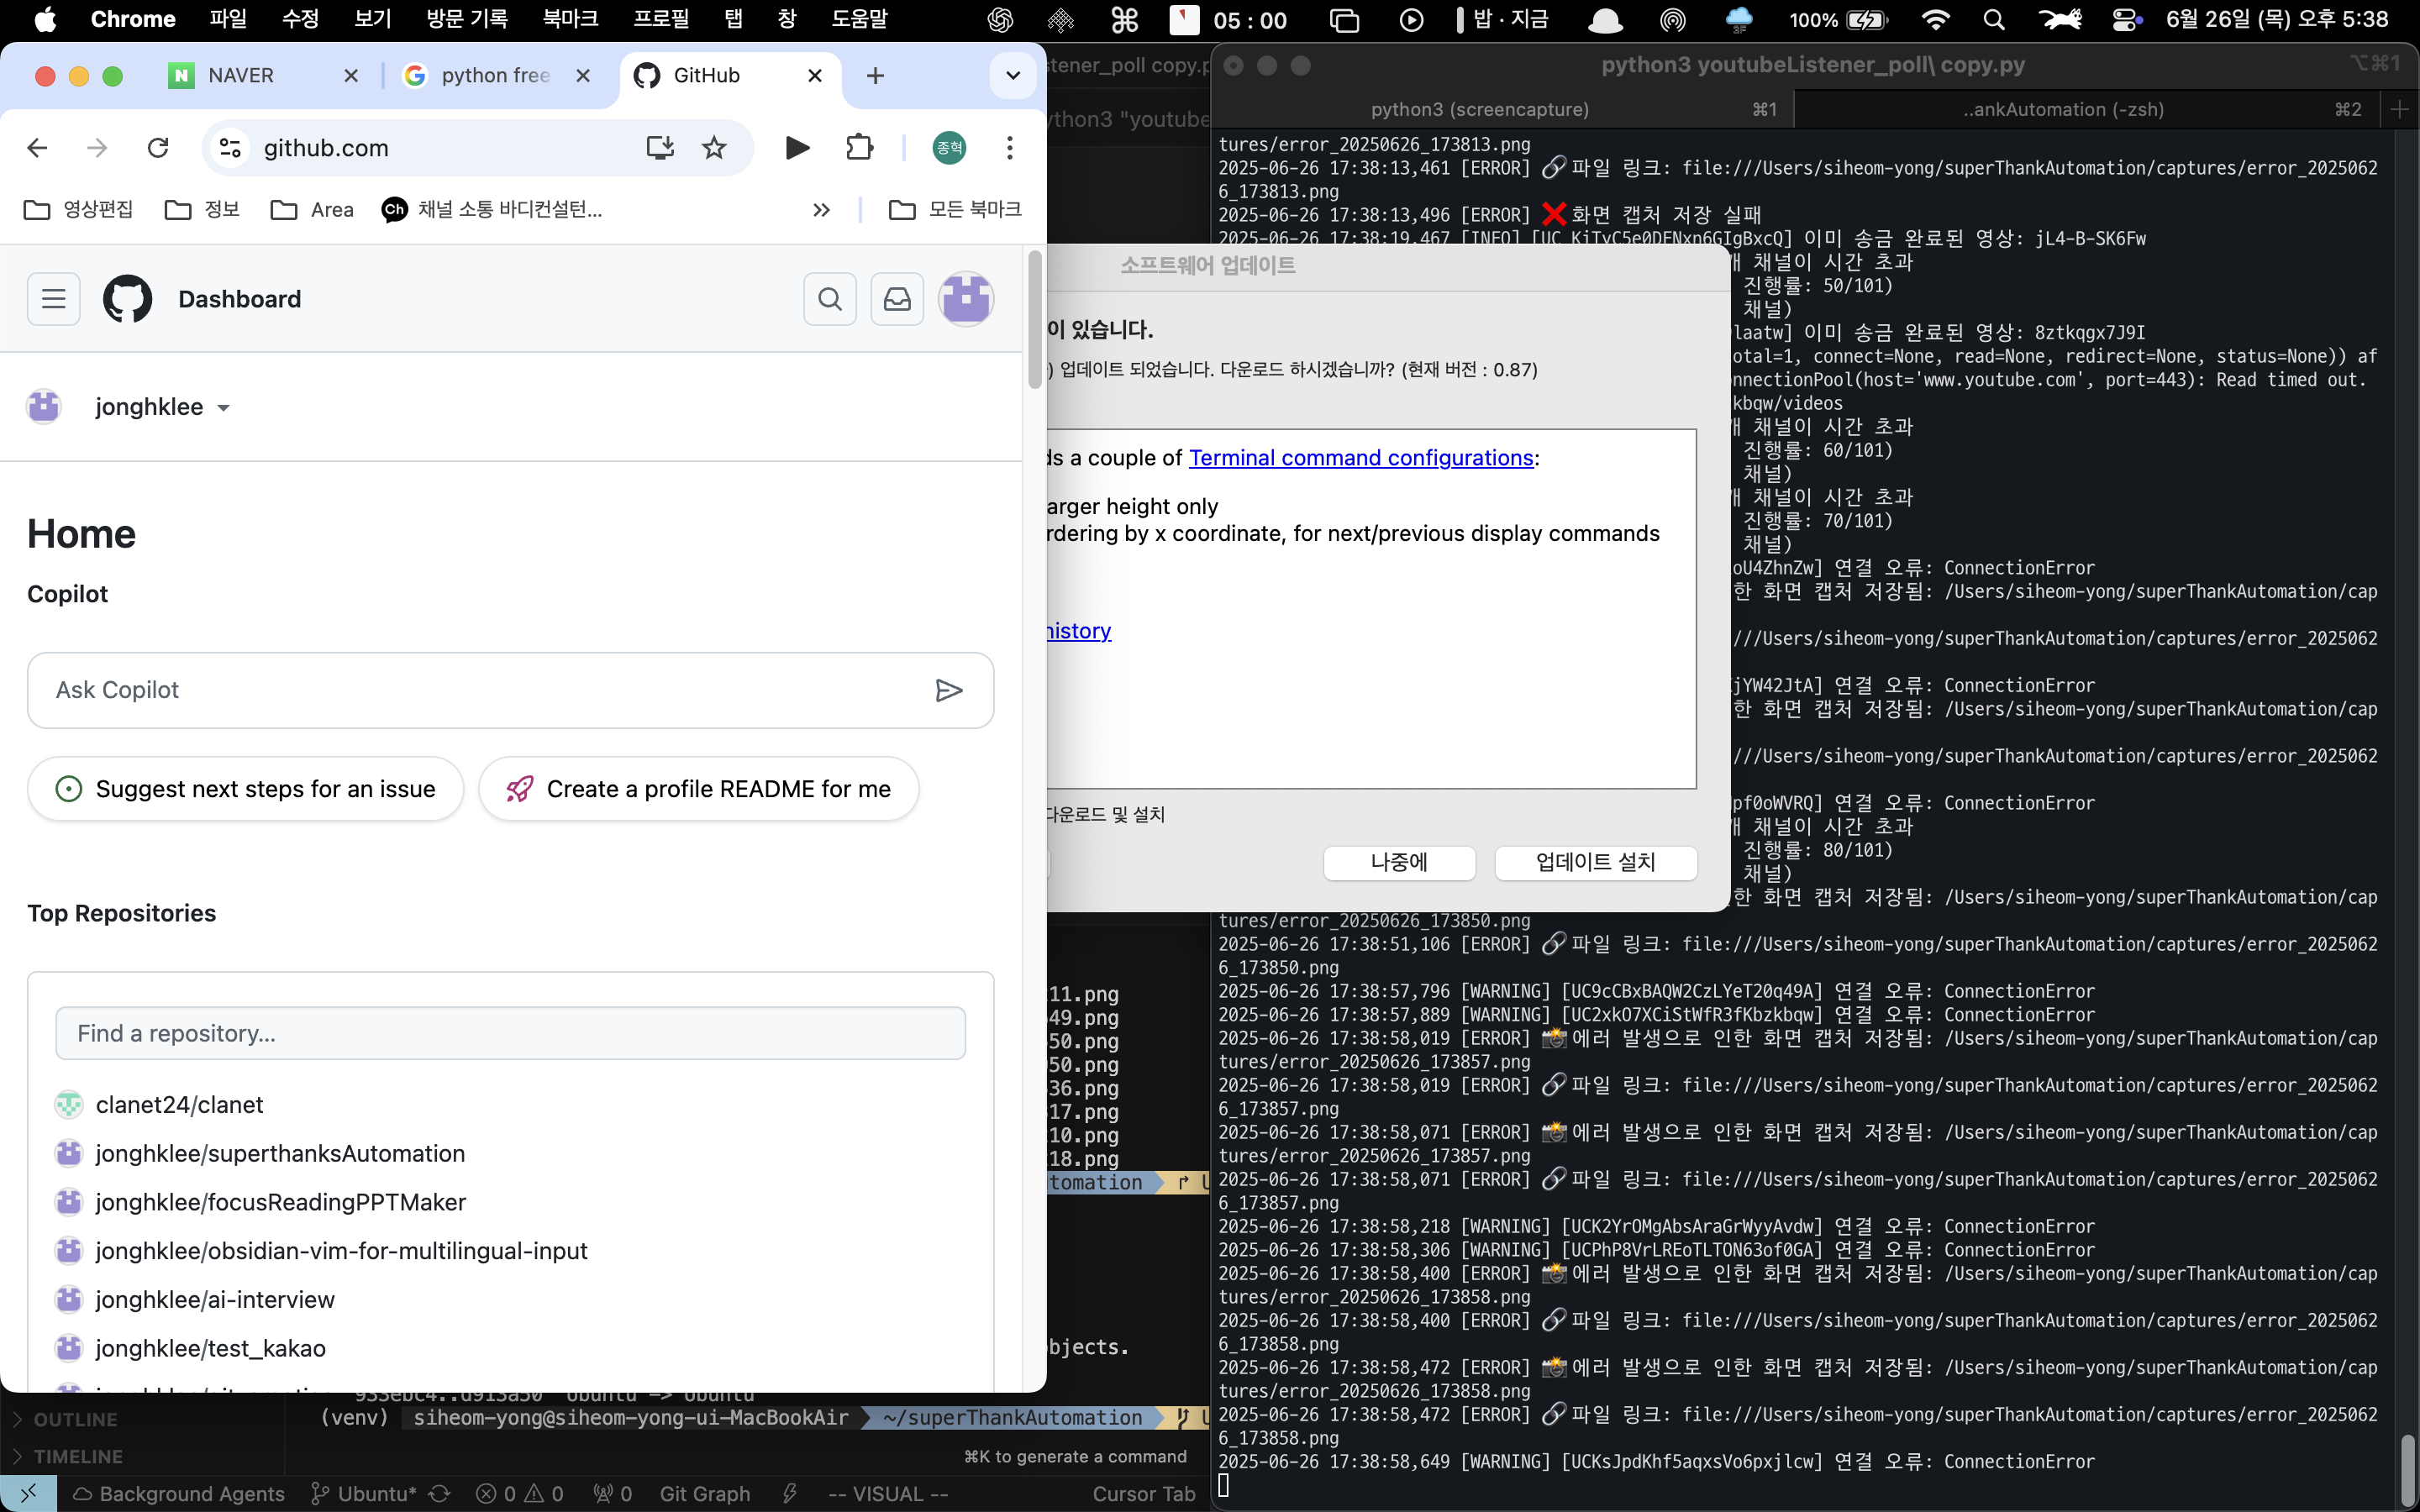 Chrome 파일 수정 보기 방문 기록 북마크 프로필 탭 창 도움말 05 : 00 밥 · 지금 100% 6월 26일 (목) 오후 5:38
NAVER
python free
GitHub
github.com
종혁
영상편집 정보 Area 채널 소통 바디컨설턴... 모든 북마크
Dashboard
jonghklee
Home
Copilot
Ask Copilot
Suggest next steps for an issue
Create a profile README for me
Top Repositories
Find a repository...
clanet24/clanet
jonghklee/superthanksAutomation
jonghklee/focusReadingPPTMaker
jonghklee/obsidian-vim-for-multilingual-input
jonghklee/ai-interview
jonghklee/test_kakao
소프트웨어 업데이트
이 있습니다.
업데이트 되었습니다. 다운로드 하시겠습니까? (현재 버전 : 0.87)
ds a couple of Terminal command configurations:
arger height only
rdering by x coordinate, for next/previous display commands
history
다운로드 및 설치
나중에
업데이트 설치
stener_poll copy.p
ython3 "youtube
11.png
49.png
50.png
50.png
36.png
17.png
10.png
18.png
tomation
bjects.
(venv) siheom-yong@siheom-yong-ui-MacBookAir ~/superThankAutomation
⌘K to generate a command
OUTLINE
TIMELINE
Background Agents Ubuntu* 0 0 0 Git Graph -- VISUAL -- Cursor Tab
python3 youtubeListener_poll\ copy.py ⌥⌘1
python3 (screencapture) ⌘1
..ankAutomation (-zsh) ⌘2
tures/error_20250626_173813.png
2025-06-26 17:38:13,461 [ERROR] 🔗 파일 링크: file:///Users/siheom-yong/superThankAutomation/captures/error_2025062
6_173813.png
2025-06-26 17:38:13,496 [ERROR] ❌ 화면 캡처 저장 실패
2025-06-26 17:38:19,467 [INFO] 이미 송금 완료된 영상: jL4-B-SK6Fw
개 채널이 시간 초과
진행률: 50/101)
채널)
laatw] 이미 송금 완료된 영상: 8ztkqgx7J9I
otal=1, connect=None, read=None, redirect=None, status=None)) af
nnectionPool(host='www.youtube.com', port=443): Read timed out.
kbqw/videos
개 채널이 시간 초과
진행률: 60/101)
채널)
개 채널이 시간 초과
진행률: 70/101)
채널)
oU4ZhnZw] 연결 오류: ConnectionError
한 화면 캡처 저장됨: /Users/siheom-yong/superThankAutomation/cap
///Users/siheom-yong/superThankAutomation/captures/error_2025062
jYW42JtA] 연결 오류: ConnectionError
한 화면 캡처 저장됨: /Users/siheom-yong/superThankAutomation/cap
///Users/siheom-yong/superThankAutomation/captures/error_2025062
pf0oWVRQ] 연결 오류: ConnectionError
개 채널이 시간 초과
진행률: 80/101)
채널)
한 화면 캡처 저장됨: /Users/siheom-yong/superThankAutomation/cap
tures/error_20250626_173850.png
2025-06-26 17:38:51,106 [ERROR] 🔗 파일 링크: file:///Users/siheom-yong/superThankAutomation/captures/error_2025062
6_173850.png
2025-06-26 17:38:57,796 [WARNING] [UC9cCBxBAQW2CzLYeT20q49A] 연결 오류: ConnectionError
2025-06-26 17:38:57,889 [WARNING] [UC2xkO7XCiStWfR3fKbzkbqw] 연결 오류: ConnectionError
2025-06-26 17:38:58,019 [ERROR] 📸 에러 발생으로 인한 화면 캡처 저장됨: /Users/siheom-yong/superThankAutomation/cap
tures/error_20250626_173857.png
2025-06-26 17:38:58,019 [ERROR] 🔗 파일 링크: file:///Users/siheom-yong/superThankAutomation/captures/error_2025062
6_173857.png
2025-06-26 17:38:58,071 [ERROR] 📸 에러 발생으로 인한 화면 캡처 저장됨: /Users/siheom-yong/superThankAutomation/cap
tures/error_20250626_173857.png
2025-06-26 17:38:58,071 [ERROR] 🔗 파일 링크: file:///Users/siheom-yong/superThankAutomation/captures/error_2025062
6_173857.png
2025-06-26 17:38:58,218 [WARNING] [UCK2YrOMgAbsAraGrWyyAvdw] 연결 오류: ConnectionError
2025-06-26 17:38:58,306 [WARNING] [UCPhP8VrLREoTLTON63of0GA] 연결 오류: ConnectionError
2025-06-26 17:38:58,400 [ERROR] 📸 에러 발생으로 인한 화면 캡처 저장됨: /Users/siheom-yong/superThankAutomation/cap
tures/error_20250626_173858.png
2025-06-26 17:38:58,400 [ERROR] 🔗 파일 링크: file:///Users/siheom-yong/superThankAutomation/captures/error_2025062
6_173858.png
2025-06-26 17:38:58,472 [ERROR] 📸 에러 발생으로 인한 화면 캡처 저장됨: /Users/siheom-yong/superThankAutomation/cap
tures/error_20250626_173858.png
2025-06-26 17:38:58,472 [ERROR] 🔗 파일 링크: file:///Users/siheom-yong/superThankAutomation/captures/error_2025062
6_173858.png
2025-06-26 17:38:58,649 [WARNING] [UCKsJpdKhf5aqxsVo6pxjlcw] 연결 오류: ConnectionError